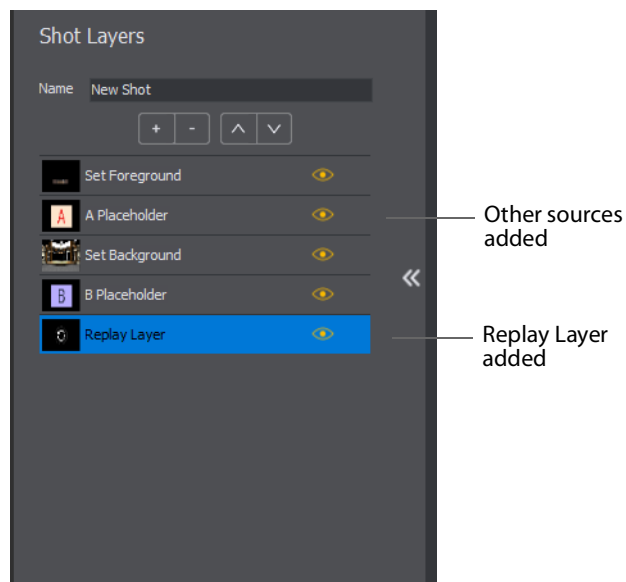 Shot Layers
Name New Shot
+ - 
Set Foreground
A A Placeholder
Set Background
B B Placeholder
Replay Layer
Other sources
added
Replay Layer
added